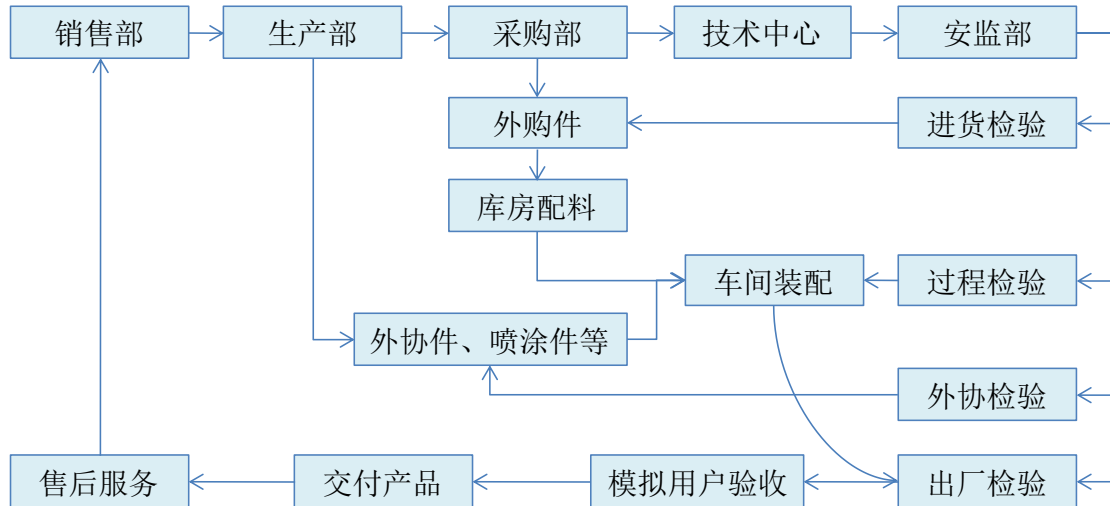 销售部
生产部
采购部
技术中心
安监部
外购件
进货检验
库房配料
车间装配
过程检验
外协件、喷涂件等
外协检验
售后服务
交付产品
模拟用户验收
出厂检验